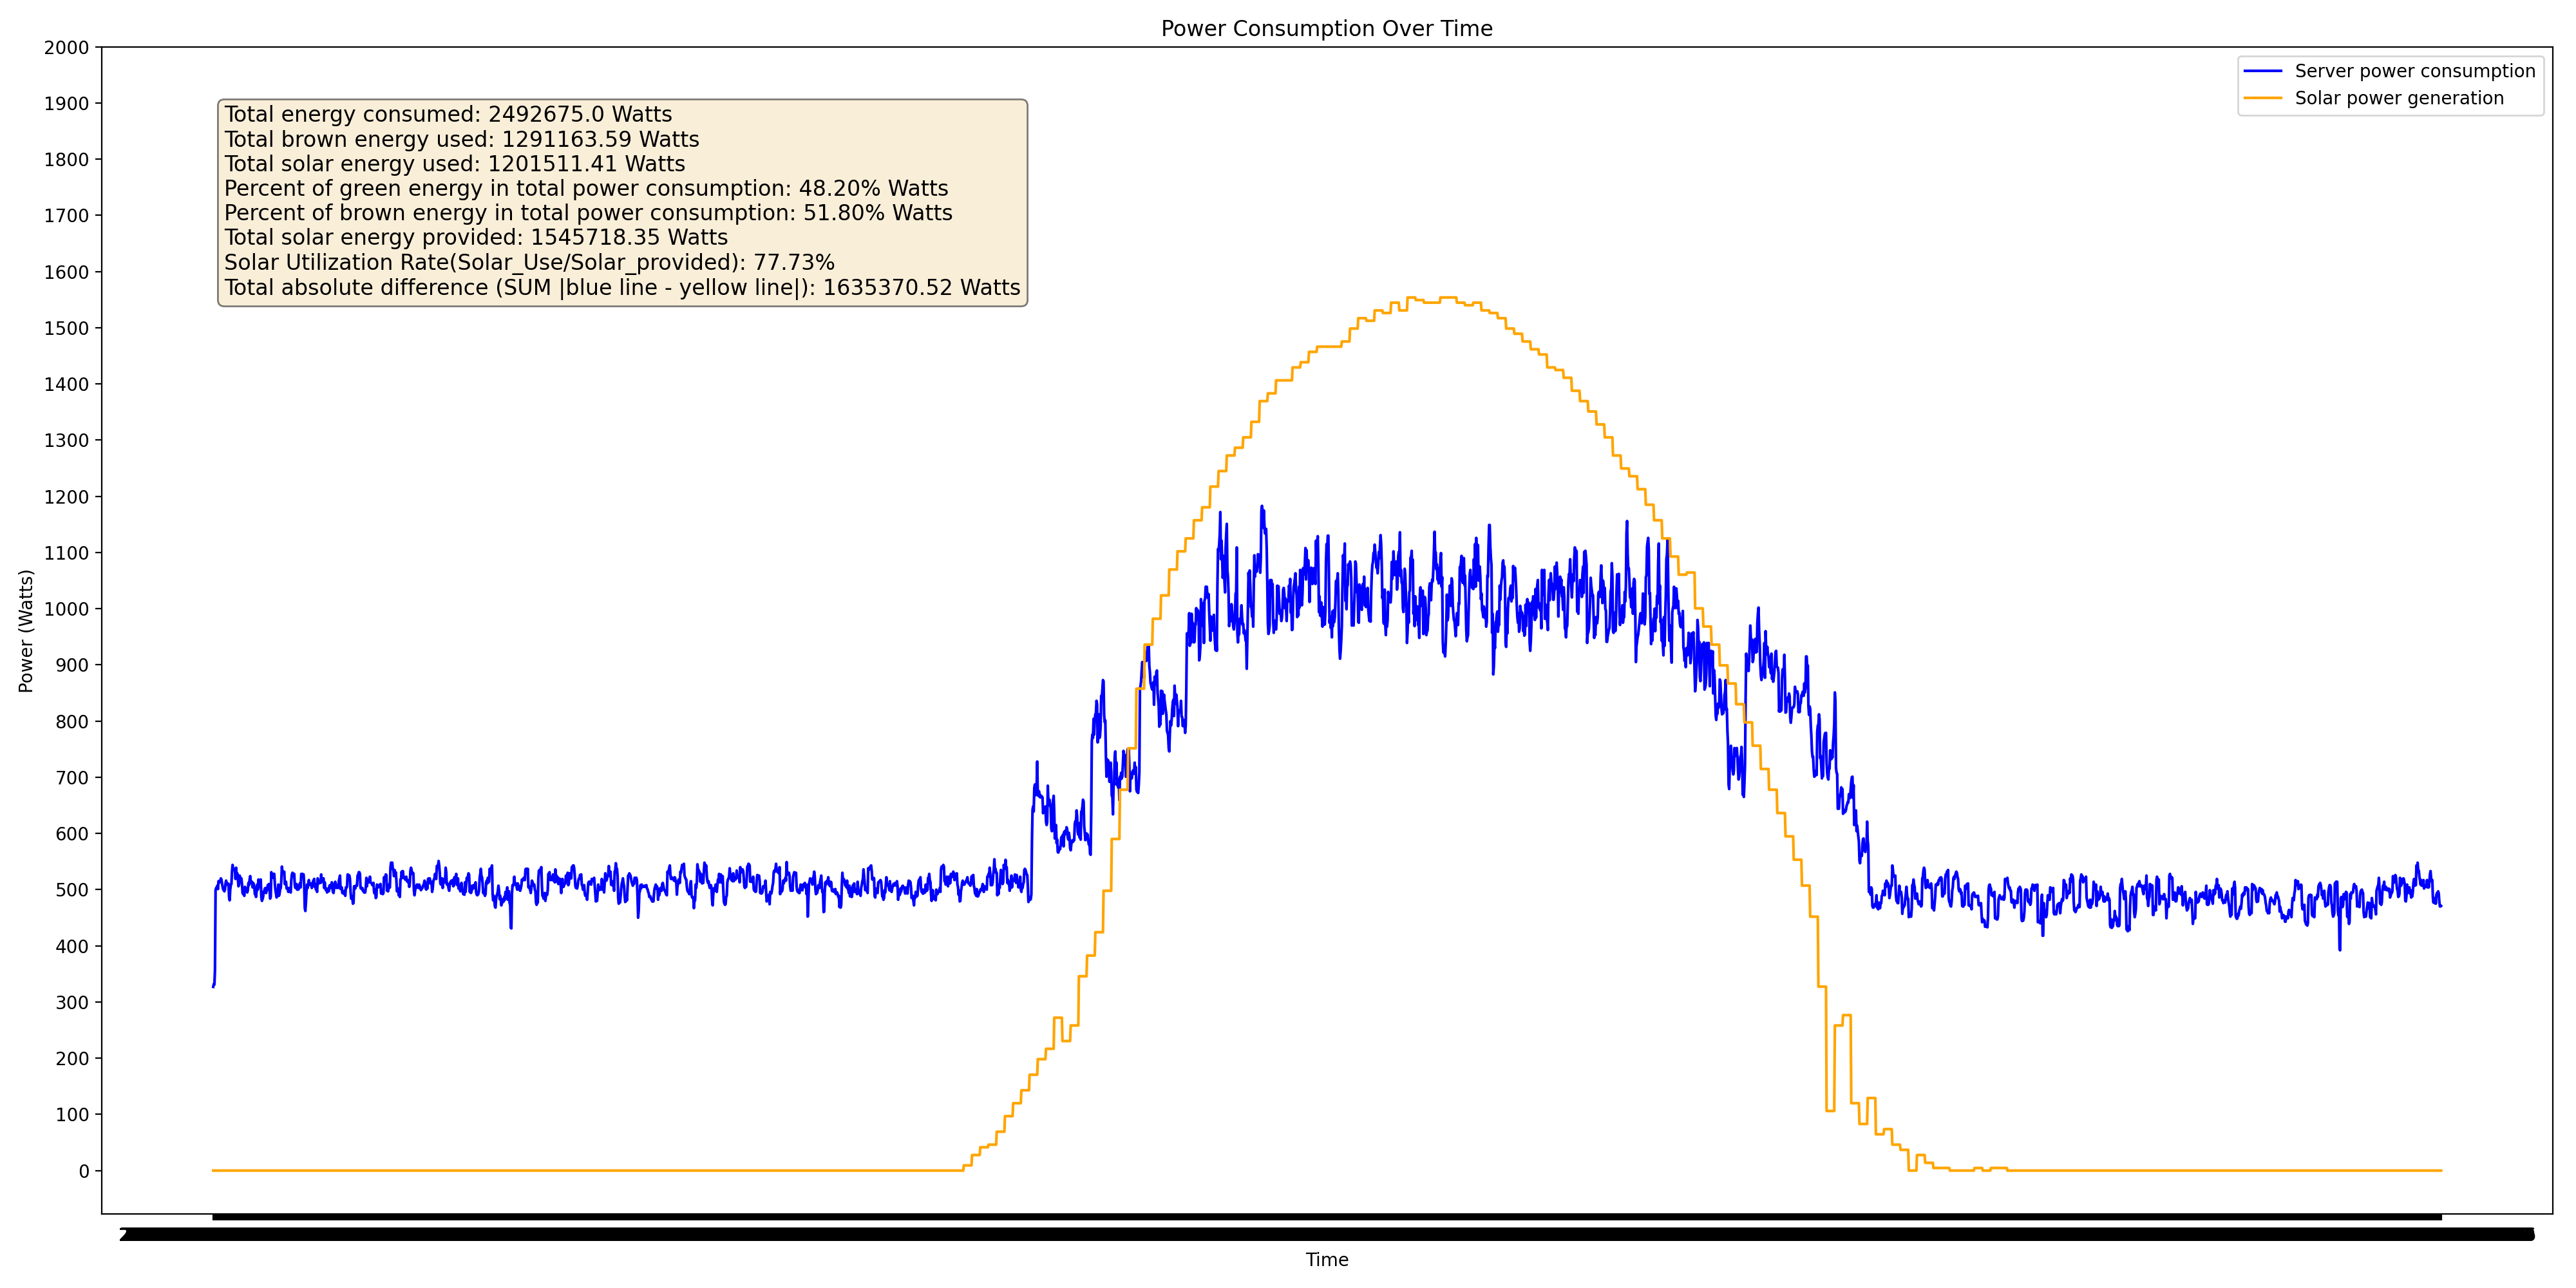 Power Consumption Over Time
2000
1900
1800
1700
1600
1500
1400
1300
1200
1100
1000
900
800
700
600
500
400
300
200
100
0
Power (Watts)
Total energy consumed: 2492675.0 Watts
Total brown energy used: 1291163.59 Watts
Total solar energy used: 1201511.41 Watts
Percent of green energy in total power consumption: 48.20% Watts
Percent of brown energy in total power consumption: 51.80% Watts
Total solar energy provided: 1545718.35 Watts
Solar Utilization Rate(Solar_Use/Solar_provided): 77.73%
Total absolute difference (SUM |blue line - yellow line|): 1635370.52 Watts
Server power consumption
Solar power generation
Time